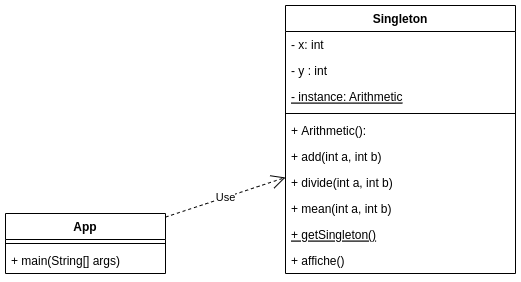 Singleton
- x: int
- y : int
- instance: Arithmetic
+ Arithmetic():
+ add(int a, int b)
+ divide(int a, int b)
+ mean(int a, int b)
+ getSingleton()
+ affiche()
Use
App
+ main(String[] args)